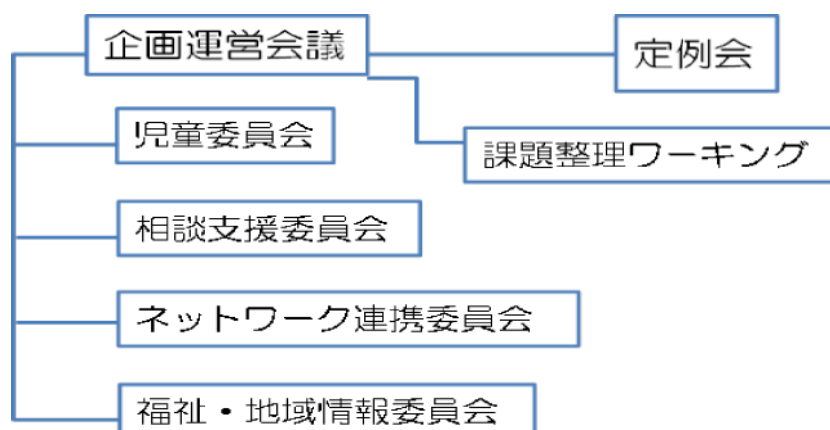 企画運営会議
定例会
児童委員会
課題整理ワーキング
相談支援委員会
ネットワーク連携委員会
福祉・地域情報委員会